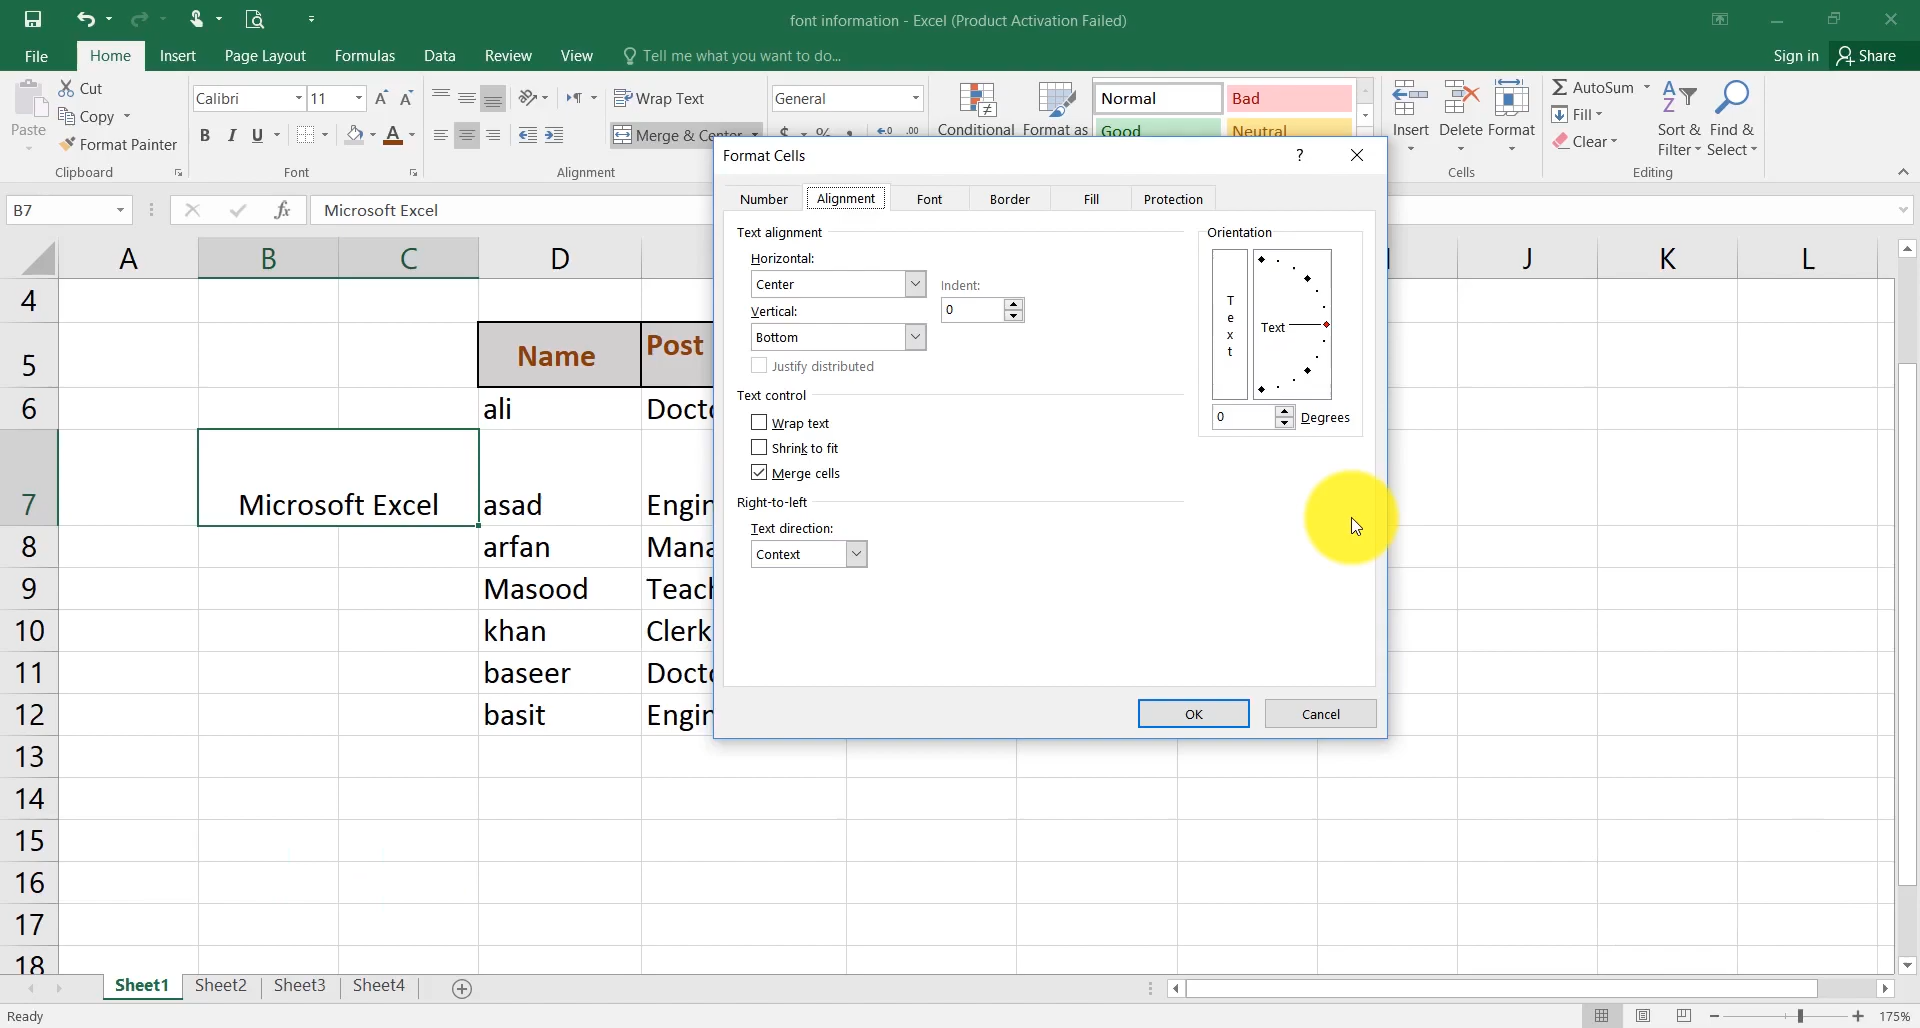 font information - Excel (Product Activation Failed)
File Home Insert Page Layout Formulas Data Review View Tell me what you want to do... Sign in Share
Paste
Cut
Copy
Format Painter
Clipboard
Calibri 11
B I U
Font
Wrap Text
Merge & Center
Alignment
General
Conditional Format as
Normal Bad
Good Neutral
Insert Delete Format
Cells
AutoSum
Fill
Clear
Sort & Filter
Find & Select
Editing
B7 fx Microsoft Excel
A B C D J K L
4
5 Name Post
6 ali
7 Microsoft Excel asad
8 arfan
9 Masood
10 khan Clerk
11 baseer
12 basit
13
14
15
16
17
18
Format Cells ?
Number Alignment Font Border Fill Protection
Text alignment
Horizontal:
Center
Indent:
0
Vertical:
Bottom
Justify distributed
Text control
Wrap text
Shrink to fit
Merge cells
Right-to-left
Text direction:
Context
Orientation
Text
Text
0 Degrees
OK Cancel
Sheet1 Sheet2 Sheet3 Sheet4
Ready 175%